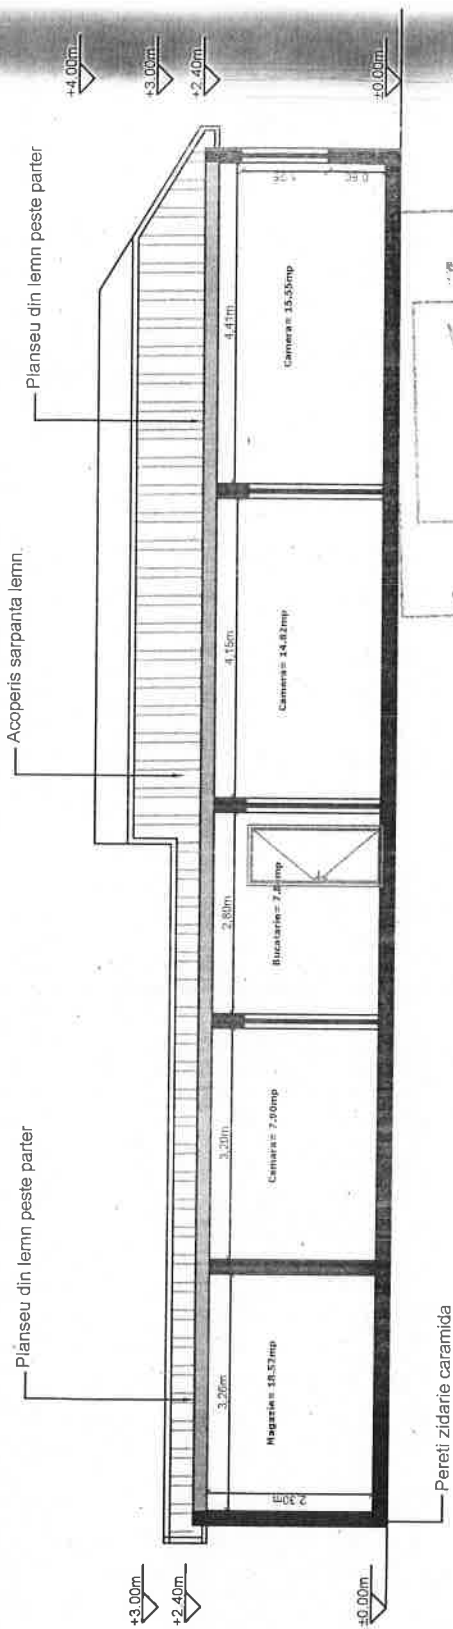 Planseu din lemn peste parter
Acoperis sarpanta lemn.
Planseu din lemn peste parter
+3.00m
+2.40m
±0.00m
+4.00m
+3.00m
+2.40m
±0.00m
3,26m
3,20m
2,80m
4,15m
4,41m
2.30m
Magazie= 18.52mp
Camara= 7.90mp
Bucatarie=
Camera= 14.82mp
Camera= 15.55mp
Pereti zidarie caramida